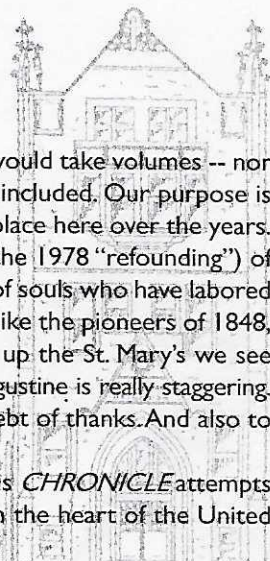 would take volumes -- nor
included. Our purpose is
place here over the years.
he 1978 “refounding”) of
of souls who have labored
ike the pioneers of 1848,
up the St. Mary's we see
gustine is really staggering.
ebt of thanks. And also to
is CHRONICLE attempts
the heart of the United